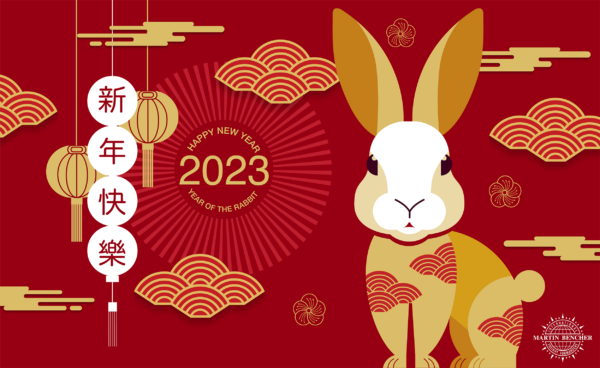 新
年
快
樂
HAPPY NEW YEAR
2023
YEAR OF THE RABBIT
MARTIN BENCHER